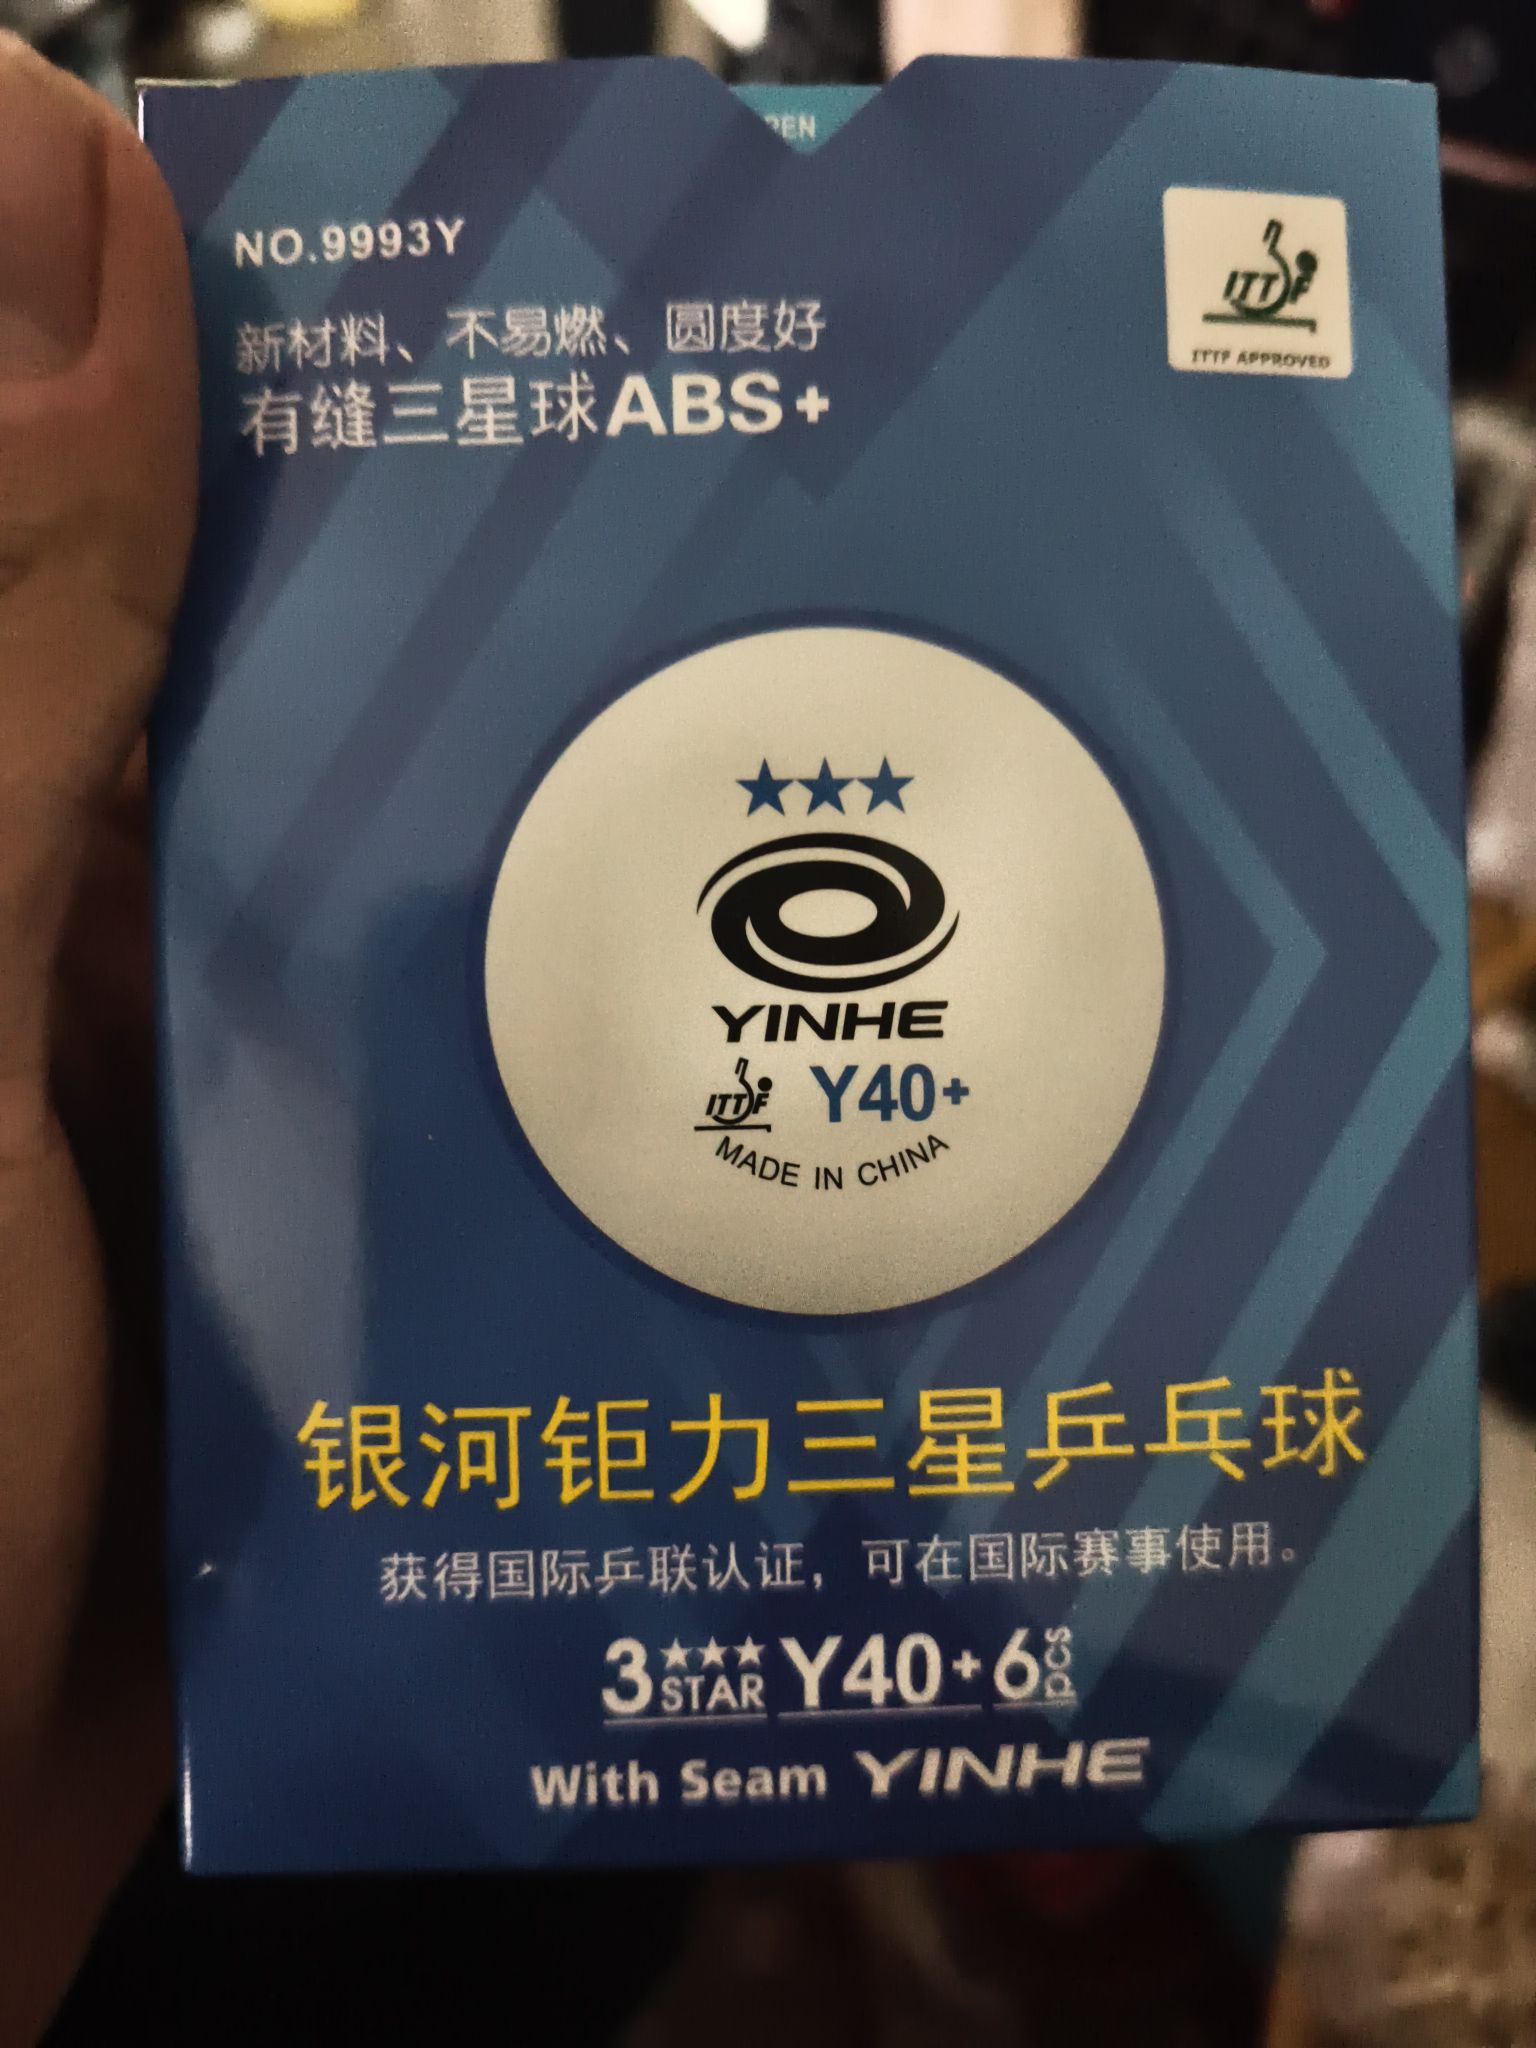 PEN
NO.9993Y
新材料、不易燃、圆度好
有缝三星球ABS+
ITTF
ITTF APPROVED
YINHE
ITTF Y40+
MADE IN CHINA
银河钜力三星乒乓球
获得国际乒联认证，可在国际赛事使用。
3 STAR Y40+ 6 pcs
With Seam YINHE